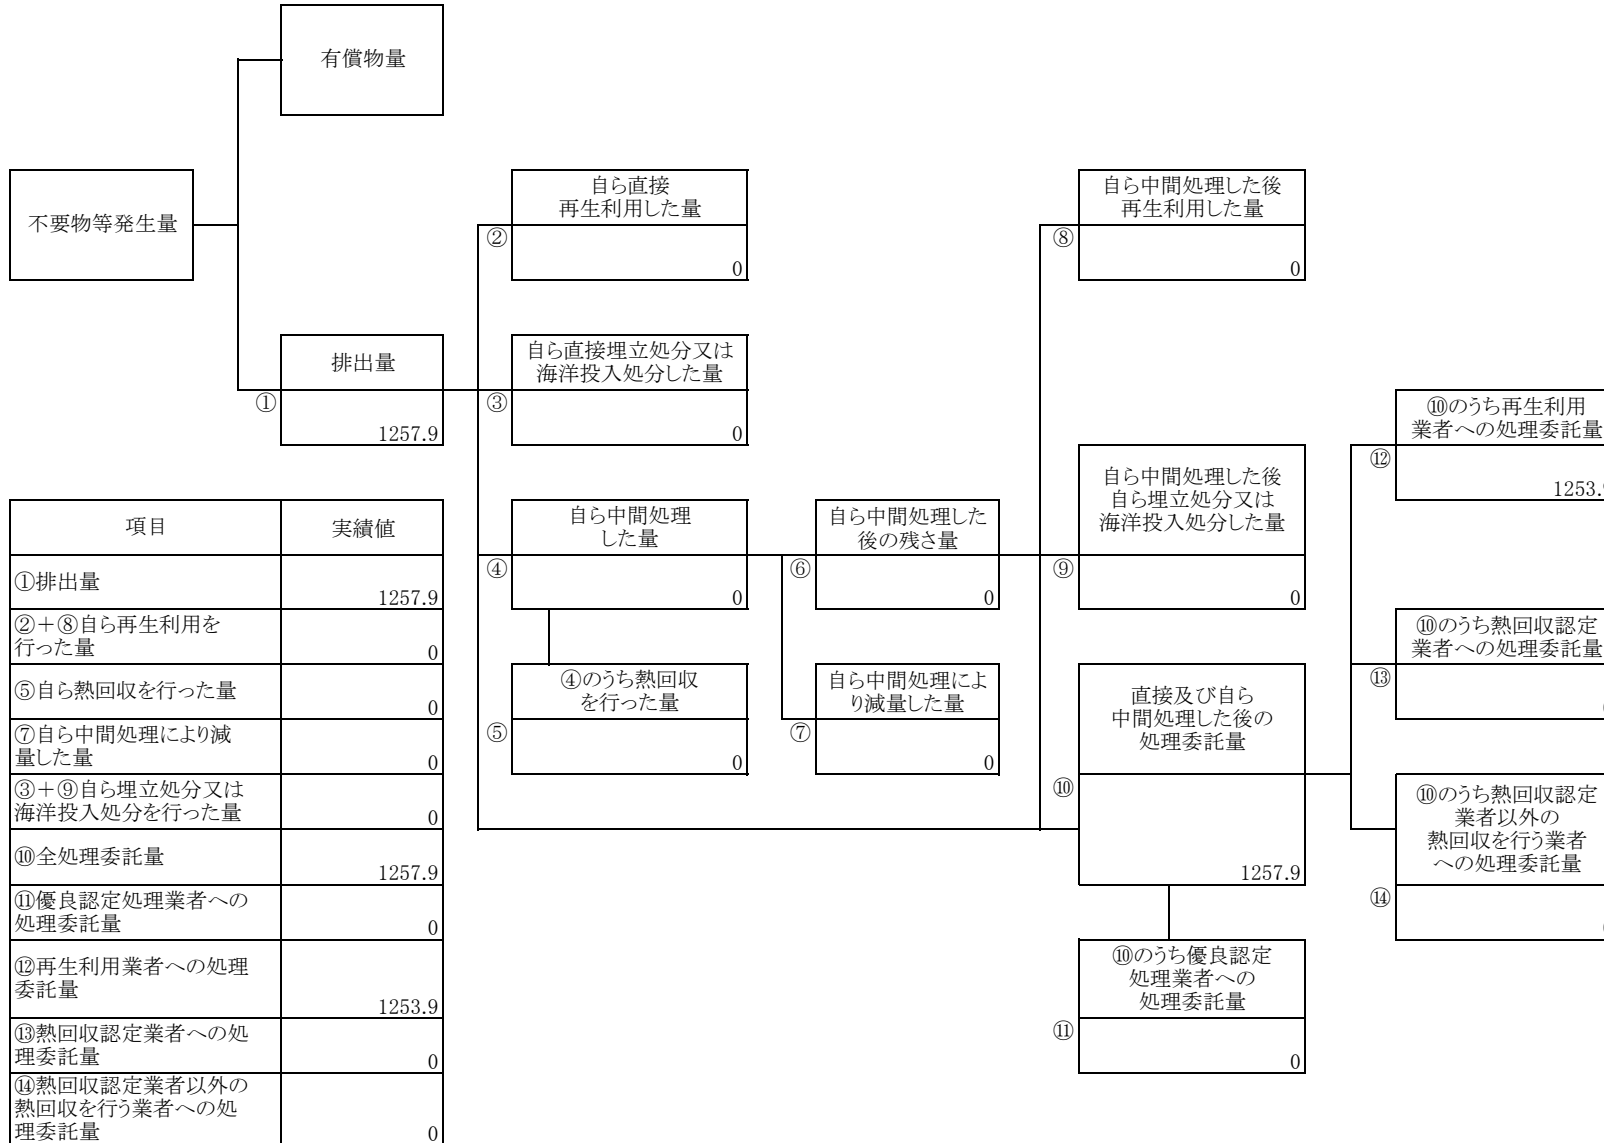 有償物量
不要物等発生量
自ら直接
再生利用した量
②
0
自ら中間処理した後
再生利用した量
⑧
0
排出量
①
1257.9
自ら直接埋立処分又は
海洋投入処分した量
③
0
⑩のうち再生利用
業者への処理委託量
⑫
1253.9
自ら中間処理
した量
④
0
自ら中間処理した
後の残さ量
⑥
0
自ら中間処理した後
自ら埋立処分又は
海洋投入処分した量
⑨
0
④のうち熱回収
を行った量
⑤
0
自ら中間処理によ
り減量した量
⑦
0
直接及び自ら
中間処理した後の
処理委託量
⑩
1257.9
⑩のうち熱回収認定
業者への処理委託量
⑬
⑩のうち熱回収認定
業者以外の
熱回収を行う業者
への処理委託量
⑭
⑩のうち優良認定
処理業者への
処理委託量
⑪
0
項目 実績値
①排出量
1257.9
②+⑧自ら再生利用を
行った量
0
⑤自ら熱回収を行った量
0
⑦自ら中間処理により減
量した量
0
③+⑨自ら埋立処分又は
海洋投入処分を行った量
0
⑩全処理委託量
1257.9
⑪優良認定処理業者への
処理委託量
0
⑫再生利用業者への処理
委託量
1253.9
⑬熱回収認定業者への処
理委託量
0
⑭熱回収認定業者以外の
熱回収を行う業者への処
理委託量
0